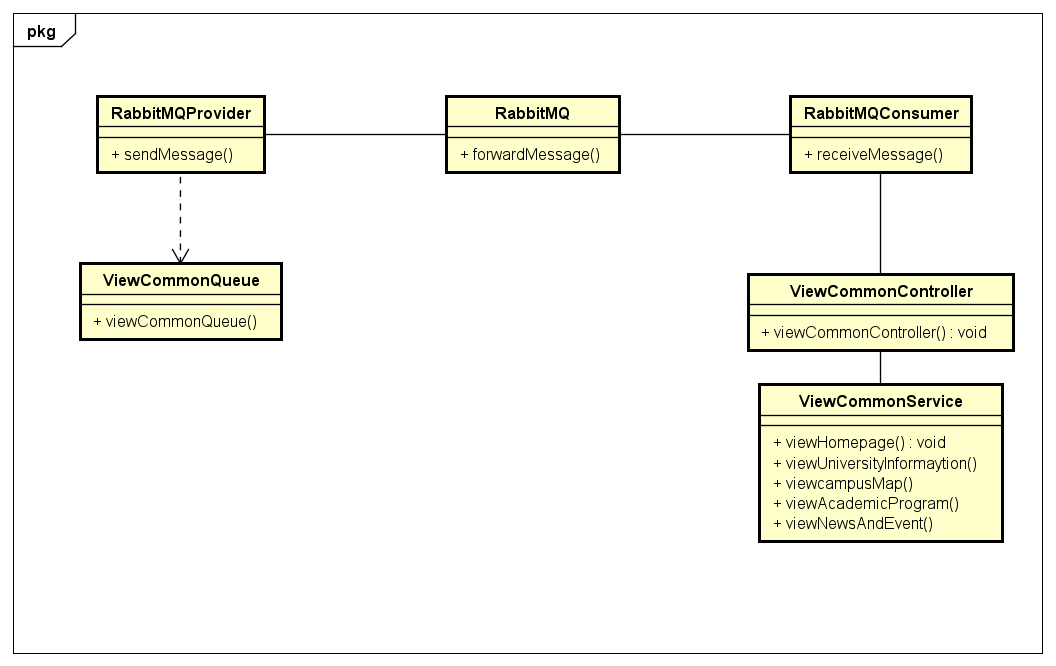 pkg
RabbitMQProvider
+ sendMessage()
RabbitMQ
+ forwardMessage()
RabbitMQConsumer
+ receiveMessage()
ViewCommonQueue
+ viewCommonQueue()
ViewCommonController
+ viewCommonController() : void
ViewCommonService
+ viewHomepage() : void
+ viewUniversityInformaytion()
+ viewcampusMap()
+ viewAcademicProgram()
+ viewNewsAndEvent()